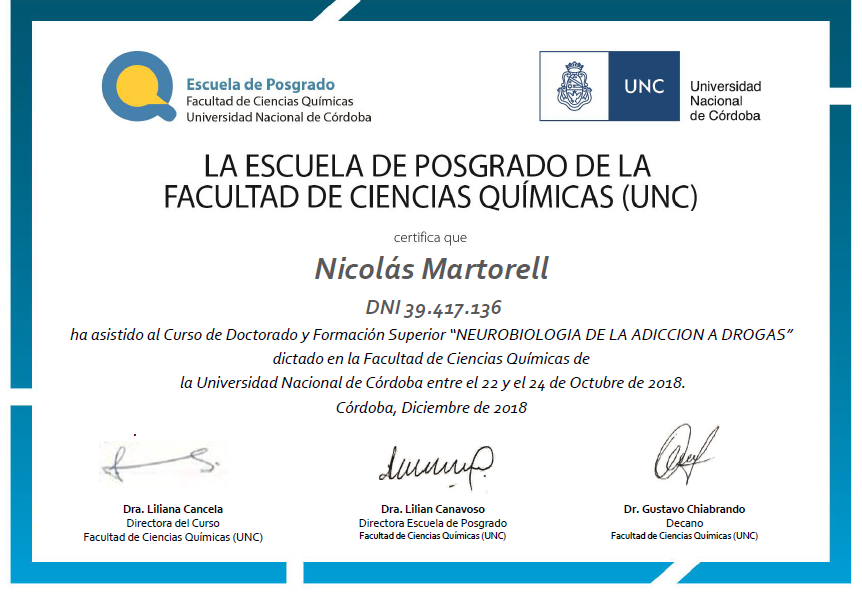 Escuela de Posgrado
Facultad de Ciencias Químicas
Universidad Nacional de Córdoba
UNC
Universidad
Nacional
de Córdoba
LA ESCUELA DE POSGRADO DE LA
FACULTAD DE CIENCIAS QUÍMICAS (UNC)
certifica que
Nicolás Martorell
DNI 39.417.136
ha asistido al Curso de Doctorado y Formación Superior “NEUROBIOLOGIA DE LA ADICCION A DROGAS”
dictado en la Facultad de Ciencias Químicas de
la Universidad Nacional de Córdoba entre el 22 y el 24 de Octubre de 2018.
Córdoba, Diciembre de 2018
Dra. Liliana Cancela
Directora del Curso
Facultad de Ciencias Químicas (UNC)
Dra. Lilian Canavoso
Directora Escuela de Posgrado
Facultad de Ciencias Químicas (UNC)
Dr. Gustavo Chiabrando
Decano
Facultad de Ciencias Químicas (UNC)